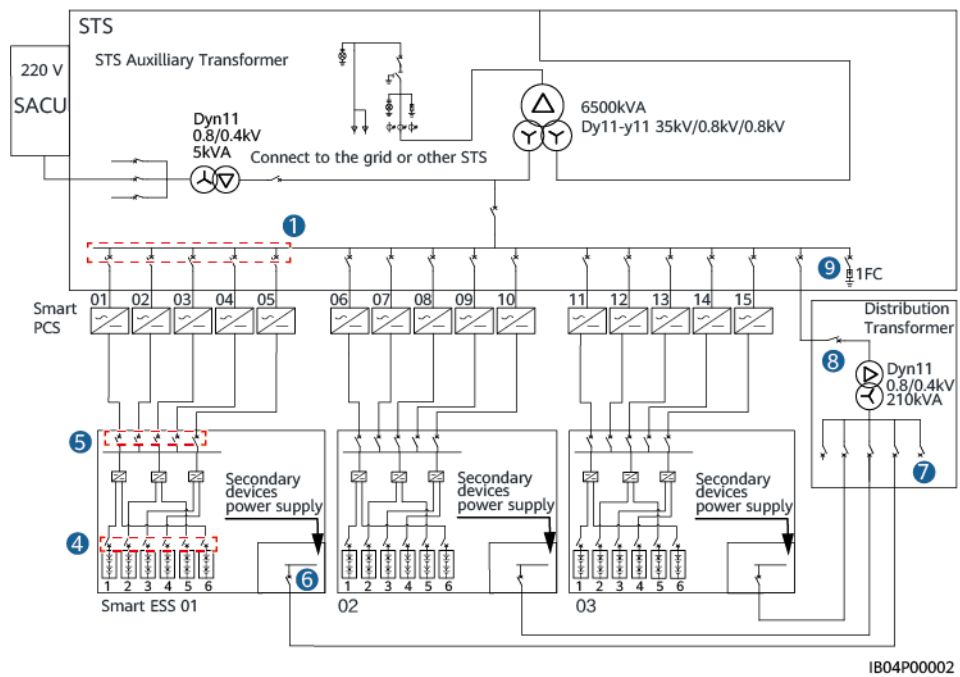 STS
220 V
SACU
STS Auxilliary Transformer
Dyn11
0.8/0.4kV
5kVA
Connect to the grid or other STS
6500kVA
Dy11-y11 35kV/0.8kV/0.8kV
1
9
1FC
Smart
PCS
01 02 03 04 05 06 07 08 09 10 11 12 13 14 15
Distribution
Transformer
8
Dyn11
0.8/0.4kV
210kVA
7
5
Secondary
devices
power supply
Secondary
devices
power supply
Secondary
devices
power supply
4
6
1 2 3 4 5 6
1 2 3 4 5 6
1 2 3 4 5 6
Smart ESS 01
02
03
IB04P00002